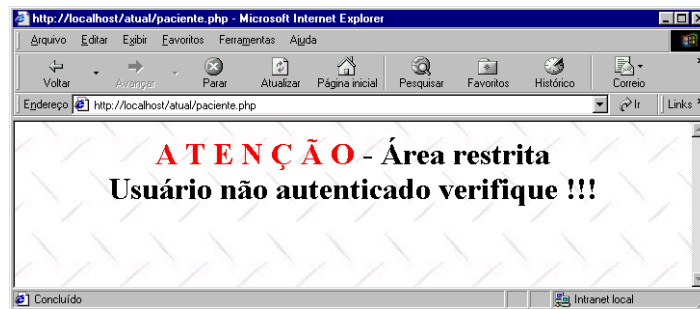 http://localhost/atual/paciente.php - Microsoft Internet Explorer
Arquivo Editar Exibir Favoritos Ferramentas Ajuda
Voltar Avançar Parar Atualizar Página inicial Pesquisar Favoritos Histórico Correio
Endereço http://localhost/atual/paciente.php Ir Links
A T E N Ç Ã O - Área restrita
Usuário não autenticado verifique !!!
Concluído Intranet local